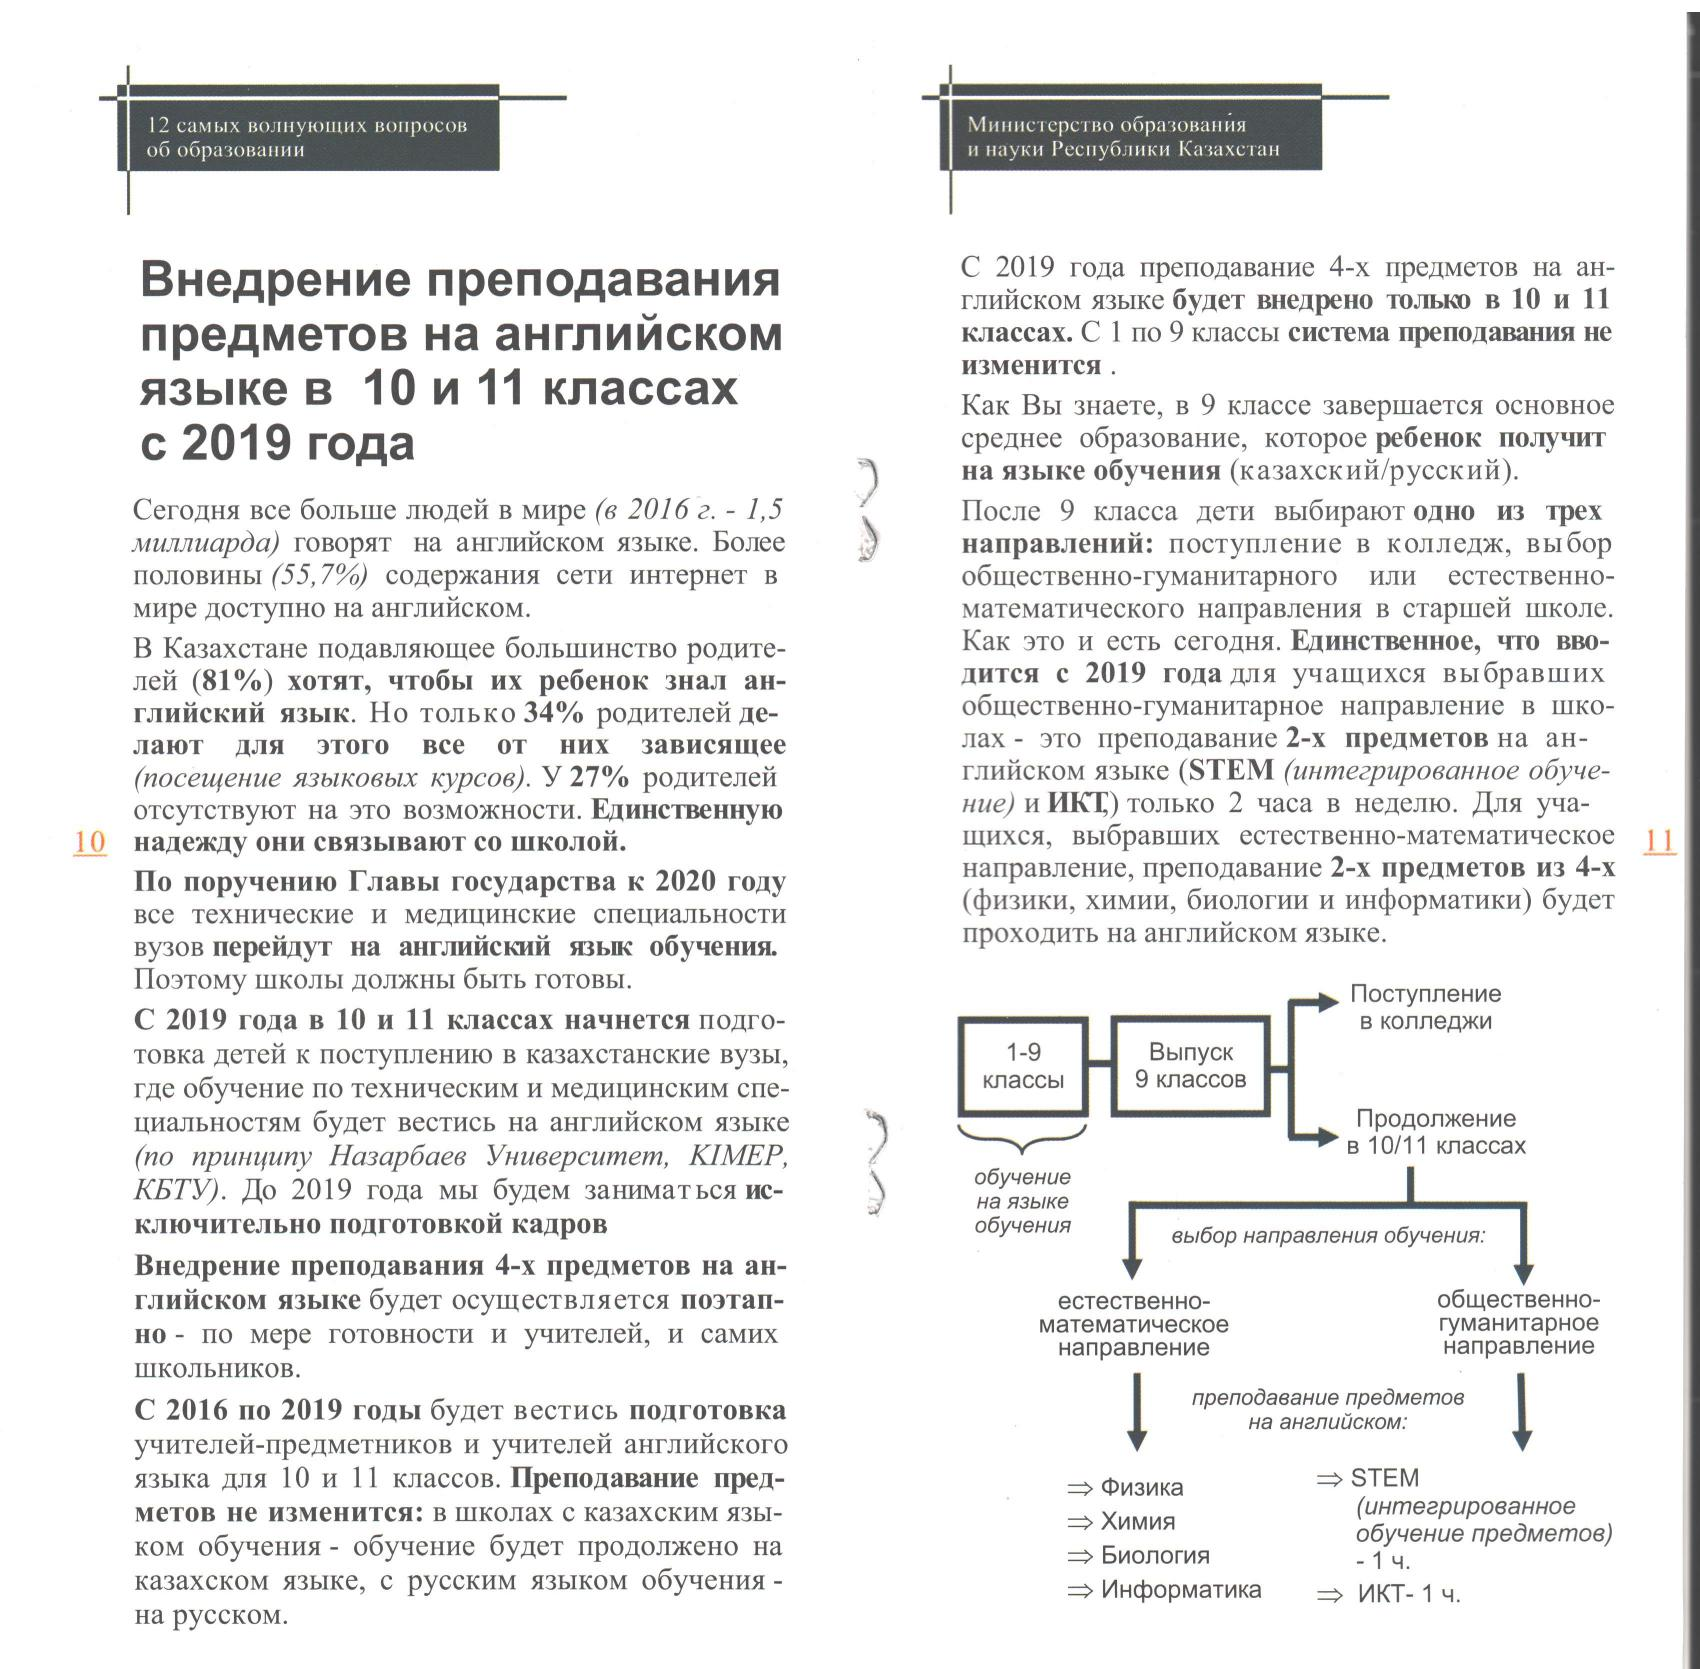 12 самых волнующих вопросов
об образовании
Внедрение преподавания
предметов на английском
языке в 10 и 11 классах
с 2019 года
Сегодня все больше людей в мире (в 2016 г. - 1,5
миллиарда) говорят на английском языке. Более
половины (55,7%) содержания сети интернет в
мире доступно на английском.
В Казахстане подавляющее большинство родите-
лей (81%) хотят, чтобы их ребенок знал ан-
глийский язык. Но только 34% родителей де-
лают для этого все от них зависящее
(посещение языковых курсов). У 27% родителей
отсутствуют на это возможности. Единственную
надежду они связывают со школой.
По поручению Главы государства к 2020 году
все технические и медицинские специальности
вузов перейдут на английский язык обучения.
Поэтому школы должны быть готовы.
С 2019 года в 10 и 11 классах начнется подго-
товка детей к поступлению в казахстанские вузы,
где обучение по техническим и медицинским спе-
циальностям будет вестись на английском языке
(по принципу Назарбаев Университет, KIMEP,
КБТУ). До 2019 года мы будем заниматься ис-
ключительно подготовкой кадров
Внедрение преподавания 4-х предметов на ан-
глийском языке будет осуществляется поэтап-
но - по мере готовности и учителей, и самих
школьников.
С 2016 по 2019 годы будет вестись подготовка
учителей-предметников и учителей английского
языка для 10 и 11 классов. Преподавание пред-
метов не изменится: в школах с казахским язы-
ком обучения - обучение будет продолжено на
казахском языке, с русским языком обучения -
на русском.
10
Министерство образования
и науки Республики Казахстан
С 2019 года преподавание 4-х предметов на ан-
глийском языке будет внедрено только в 10 и 11
классах. С 1 по 9 классы система преподавания не
изменится .
Как Вы знаете, в 9 классе завершается основное
среднее образование, которое ребенок получит
на языке обучения (казахский/русский).
После 9 класса дети выбирают одно из трех
направлений: поступление в колледж, выбор
общественно-гуманитарного или естественно-
математического направления в старшей школе.
Как это и есть сегодня. Единственное, что вво-
дится с 2019 года для учащихся выбравших
общественно-гуманитарное направление в шко-
лах - это преподавание 2-х предметов на ан-
глийском языке (STEM (интегрированное обуче-
ние) и ИКТ,) только 2 часа в неделю. Для уча-
щихся, выбравших естественно-математическое
направление, преподавание 2-х предметов из 4-х
(физики, химии, биологии и информатики) будет
проходить на английском языке.
11
1-9
классы
Выпуск
9 классов
Поступление
в колледжи
Продолжение
в 10/11 классах
обучение
на языке
обучения
выбор направления обучения:
естественно-
математическое
направление
общественно-
гуманитарное
направление
преподавание предметов
на английском:
⇒ Физика
⇒ Химия
⇒ Биология
⇒ Информатика
⇒ STEM
(интегрированное
обучение предметов)
- 1 ч.
⇒ ИКТ- 1 ч.